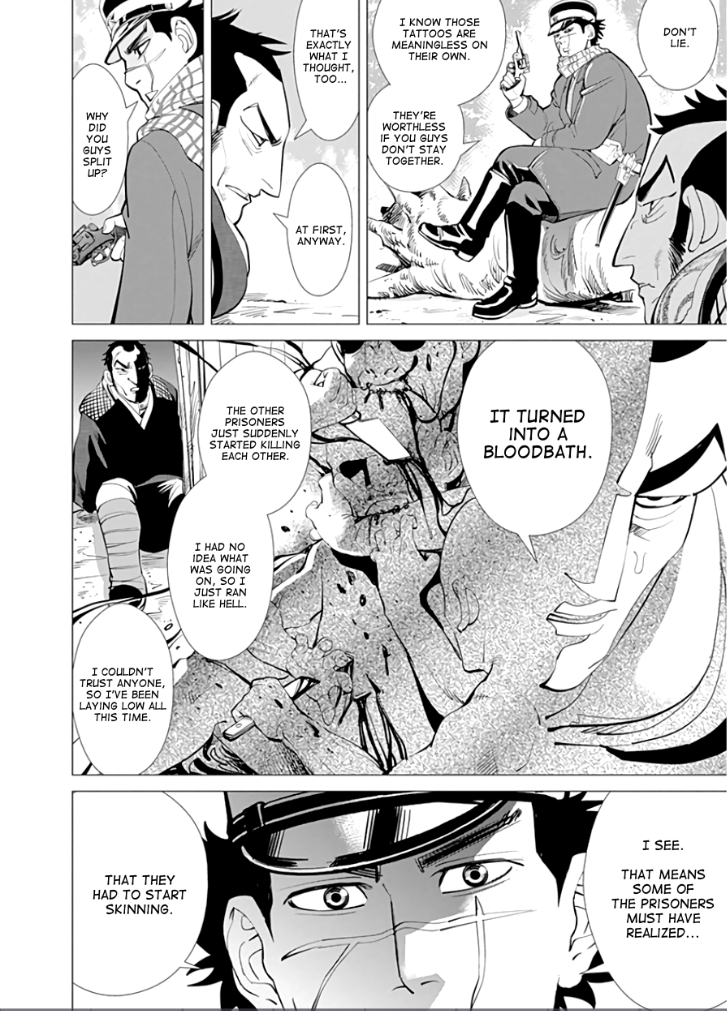 DON'T
LIE.
I KNOW THOSE
TATTOOS ARE
MEANINGLESS ON
THEIR OWN.
THEY'RE
WORTHLESS
IF YOU GUYS
DON'T STAY
TOGETHER.
THAT'S
EXACTLY
WHAT I
THOUGHT,
TOO...
AT FIRST,
ANYWAY.
WHY
DID
YOU
GUYS
SPLIT
UP?
IT TURNED
INTO A
BLOODBATH.
THE OTHER
PRISONERS
JUST SUDDENLY
STARTED KILLING
EACH OTHER.
I HAD NO
IDEA WHAT
WAS GOING
ON, SO I
JUST RAN
LIKE HELL.
I COULDN'T
TRUST ANYONE,
SO I'VE BEEN
LAYING LOW ALL
THIS TIME.
I SEE.
THAT MEANS
SOME OF
THE PRISONERS
MUST HAVE
REALIZED...
THAT THEY
HAD TO START
SKINNING.